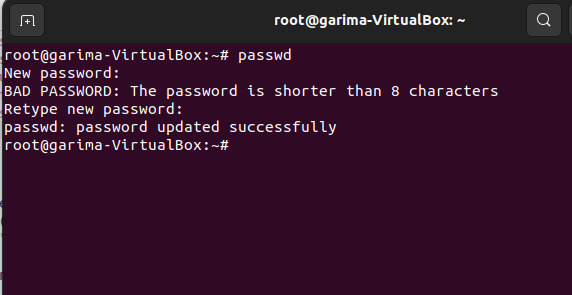 root@garima-VirtualBox: ~
root@garima-VirtualBox:~# passwd
New password:
BAD PASSWORD: The password is shorter than 8 characters
Retype new password:
passwd: password updated successfully
root@garima-VirtualBox:~#